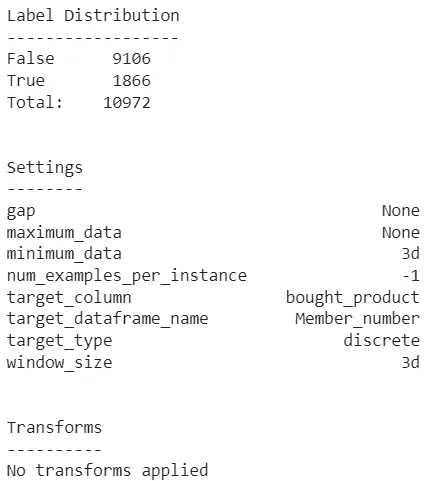 Label Distribution
------------------
False      9106
True       1866
Total:    10972
Settings
--------
gap                                    None
maximum_data                           None
minimum_data                             3d
num_examples_per_instance                -1
target_column                bought_product
target_dataframe_name         Member_number
target_type                        discrete
window_size                              3d
Transforms
----------
No transforms applied